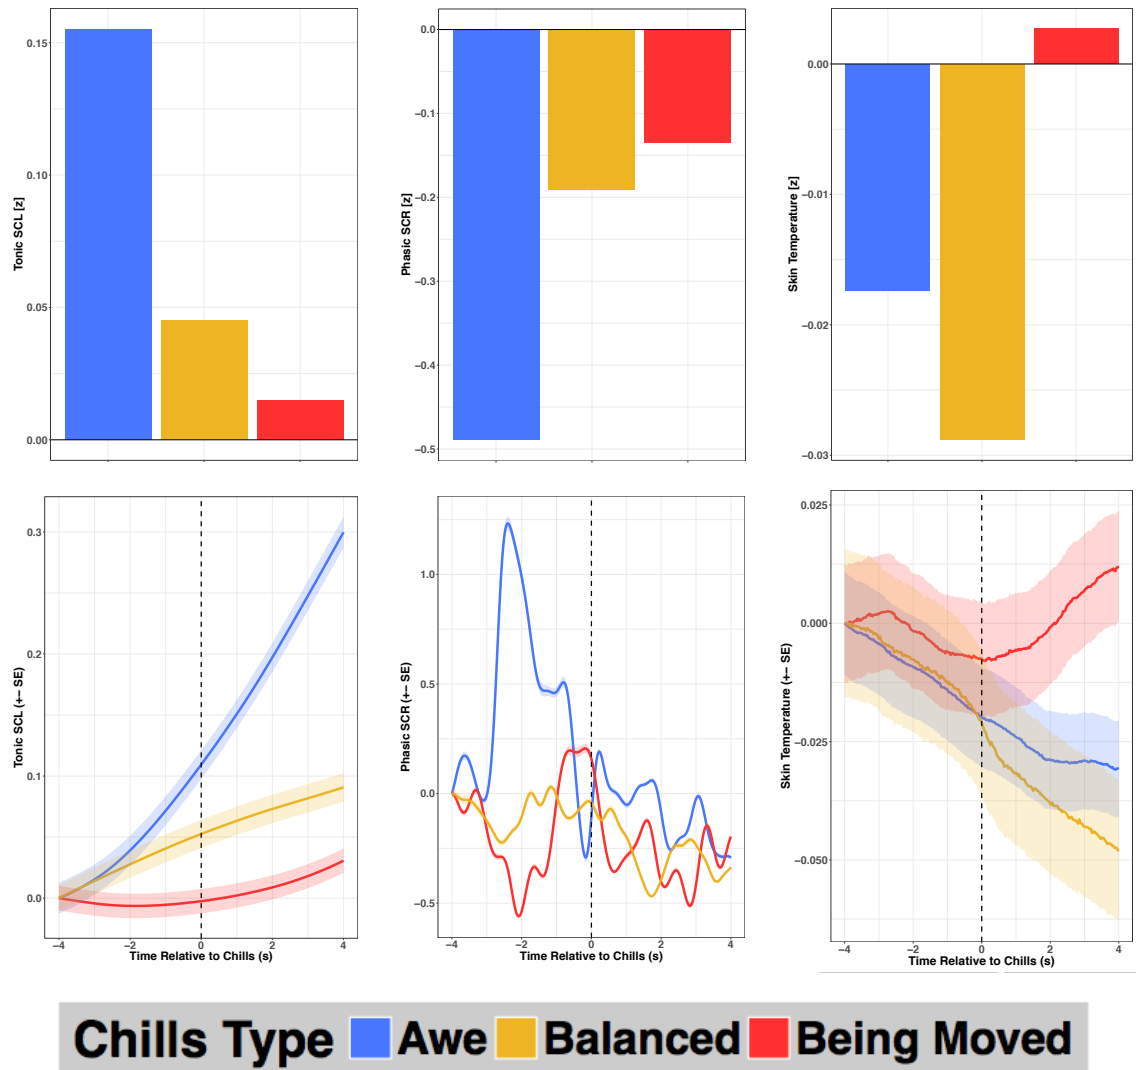 Tonic SCL [z]
0.15
0.10
0.05
0.00
Phasic SCR [z]
0.0
−0.1
−0.2
−0.3
−0.4
−0.5
Skin Temperature [z]
0.00
−0.01
−0.02
−0.03
Tonic SCL (+− SE)
0.3
0.2
0.1
0.0
−4 −2 0 2 4
Time Relative to Chills (s)
Phasic SCR (+− SE)
1.0
0.5
0.0
−0.5
−4 −2 0 2 4
Time Relative to Chills (s)
Skin Temperature (+− SE)
0.025
0.000
−0.025
−0.050
−4 −2 0 2 4
Time Relative to Chills (s)
Chills Type Awe Balanced Being Moved